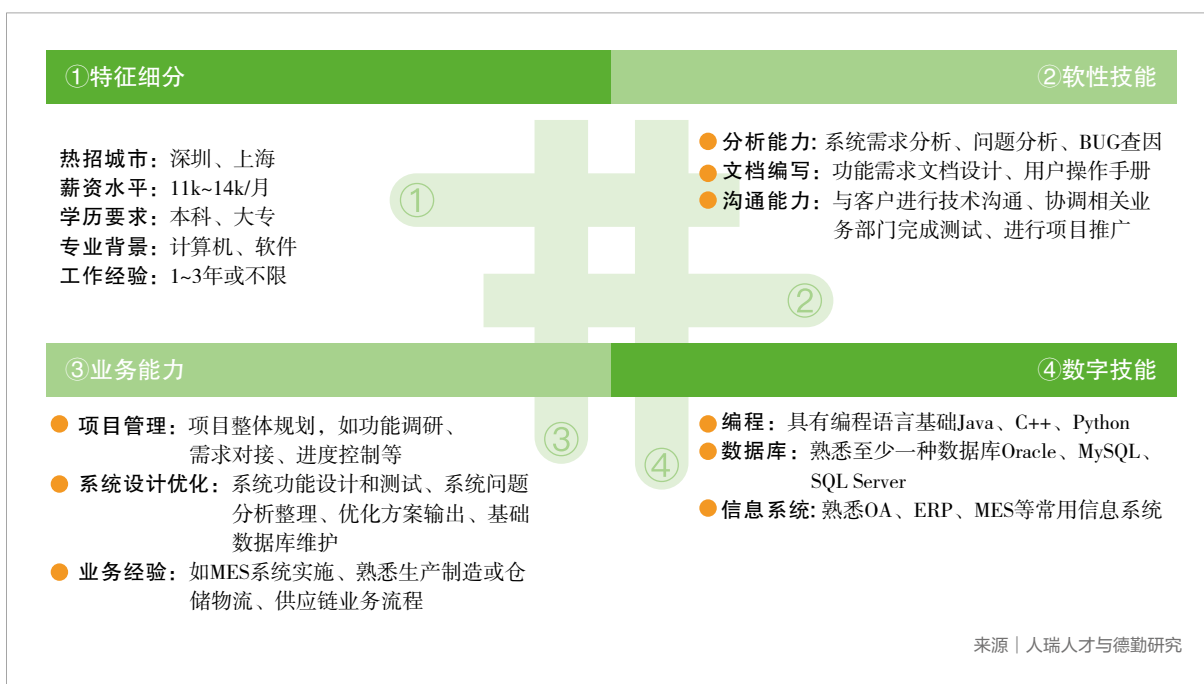 ①特征细分
热招城市：深圳、上海
薪资水平：11k~14k/月
学历要求：本科、大专
专业背景：计算机、软件
工作经验：1~3年或不限
②软性技能
分析能力：系统需求分析、问题分析、BUG查因
文档编写：功能需求文档设计、用户操作手册
沟通能力：与客户进行技术沟通、协调相关业
务部门完成测试、进行项目推广
①
②
③
④
③业务能力
项目管理：项目整体规划，如功能调研、
需求对接、进度控制等
系统设计优化：系统功能设计和测试、系统问题
分析整理、优化方案输出、基础
数据库维护
业务经验：如MES系统实施、熟悉生产制造或仓
储物流、供应链业务流程
④数字技能
编程：具有编程语言基础Java、C++、Python
数据库：熟悉至少一种数据库Oracle、MySQL、
SQL Server
信息系统：熟悉OA、ERP、MES等常用信息系统
来源｜人瑞人才与德勤研究